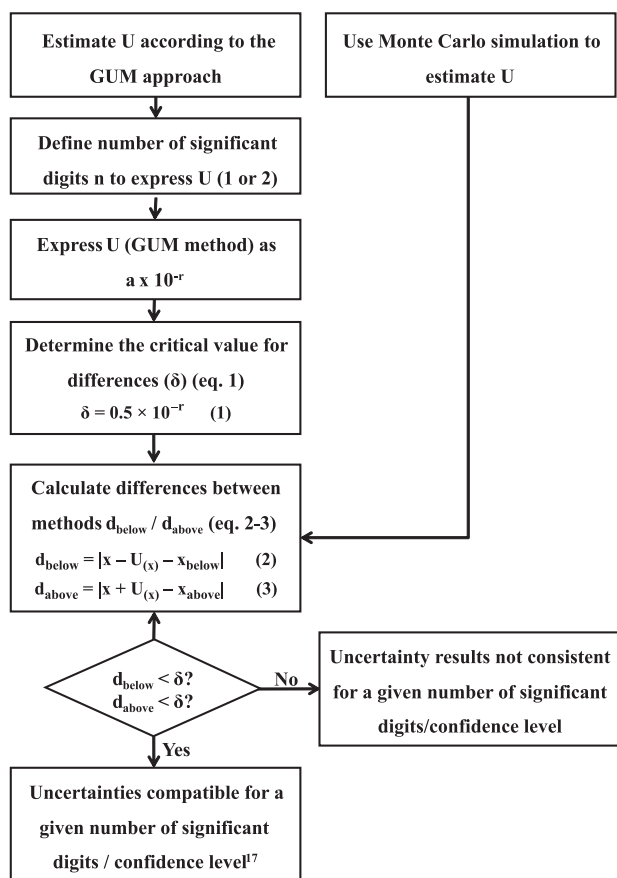 Estimate U according to the
GUM approach
Use Monte Carlo simulation to
estimate U
Define number of significant
digits n to express U (1 or 2)
Express U (GUM method) as
a x 10⁻ʳ
Determine the critical value for
differences (δ) (eq. 1)
δ = 0.5 × 10⁻ʳ (1)
Calculate differences between
methods d_below / d_above (eq. 2-3)
d_below = |x – U_(x) – x_below| (2)
d_above = |x + U_(x) – x_above| (3)
d_below < δ?
d_above < δ?
No
Uncertainty results not consistent
for a given number of significant
digits/confidence level
Yes
Uncertainties compatible for a
given number of significant
digits / confidence level¹⁷